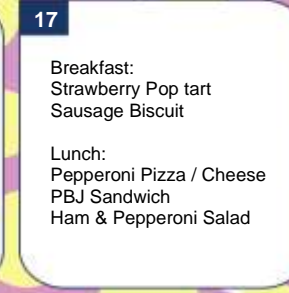 17
Breakfast:
Strawberry Pop tart
Sausage Biscuit
Lunch:
Pepperoni Pizza / Cheese
PBJ Sandwich
Ham & Pepperoni Salad